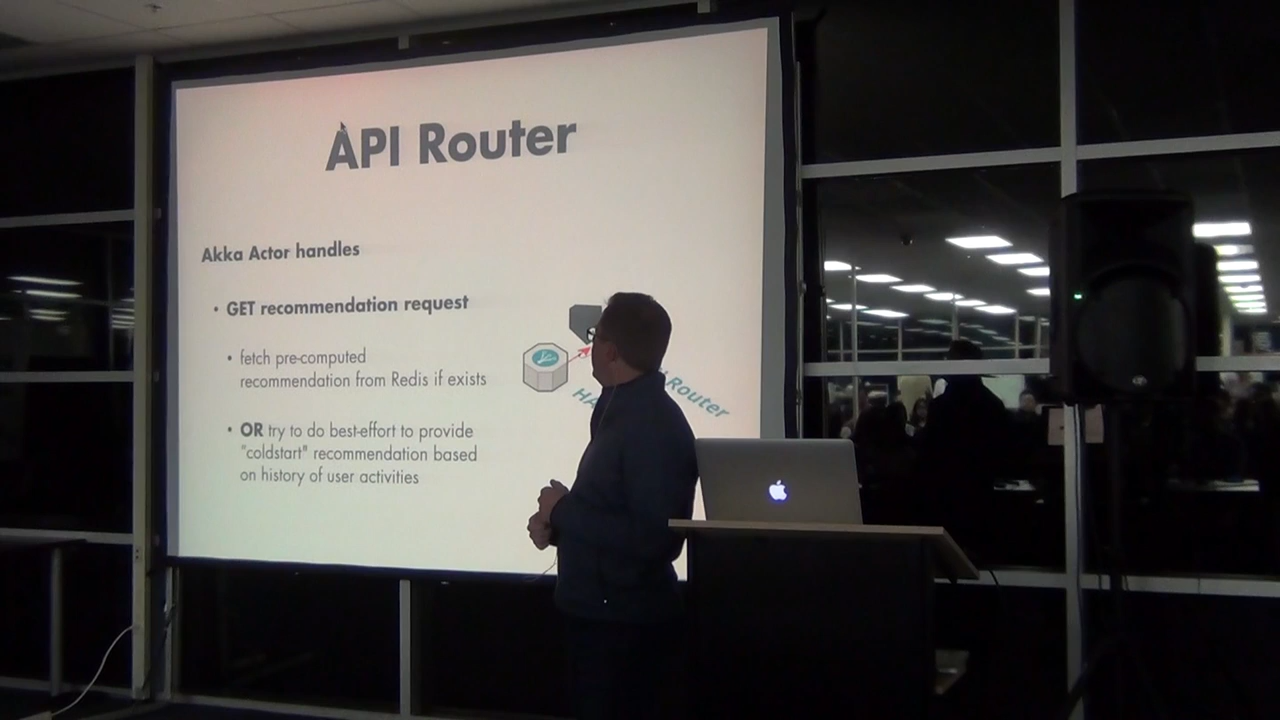 API Router
Akka Actor handles
• GET recommendation request
• fetch pre-computed
recommendation from Redis if exists
• OR try to do best-effort to provide
"coldstart" recommendation based
on history of user activities
Router